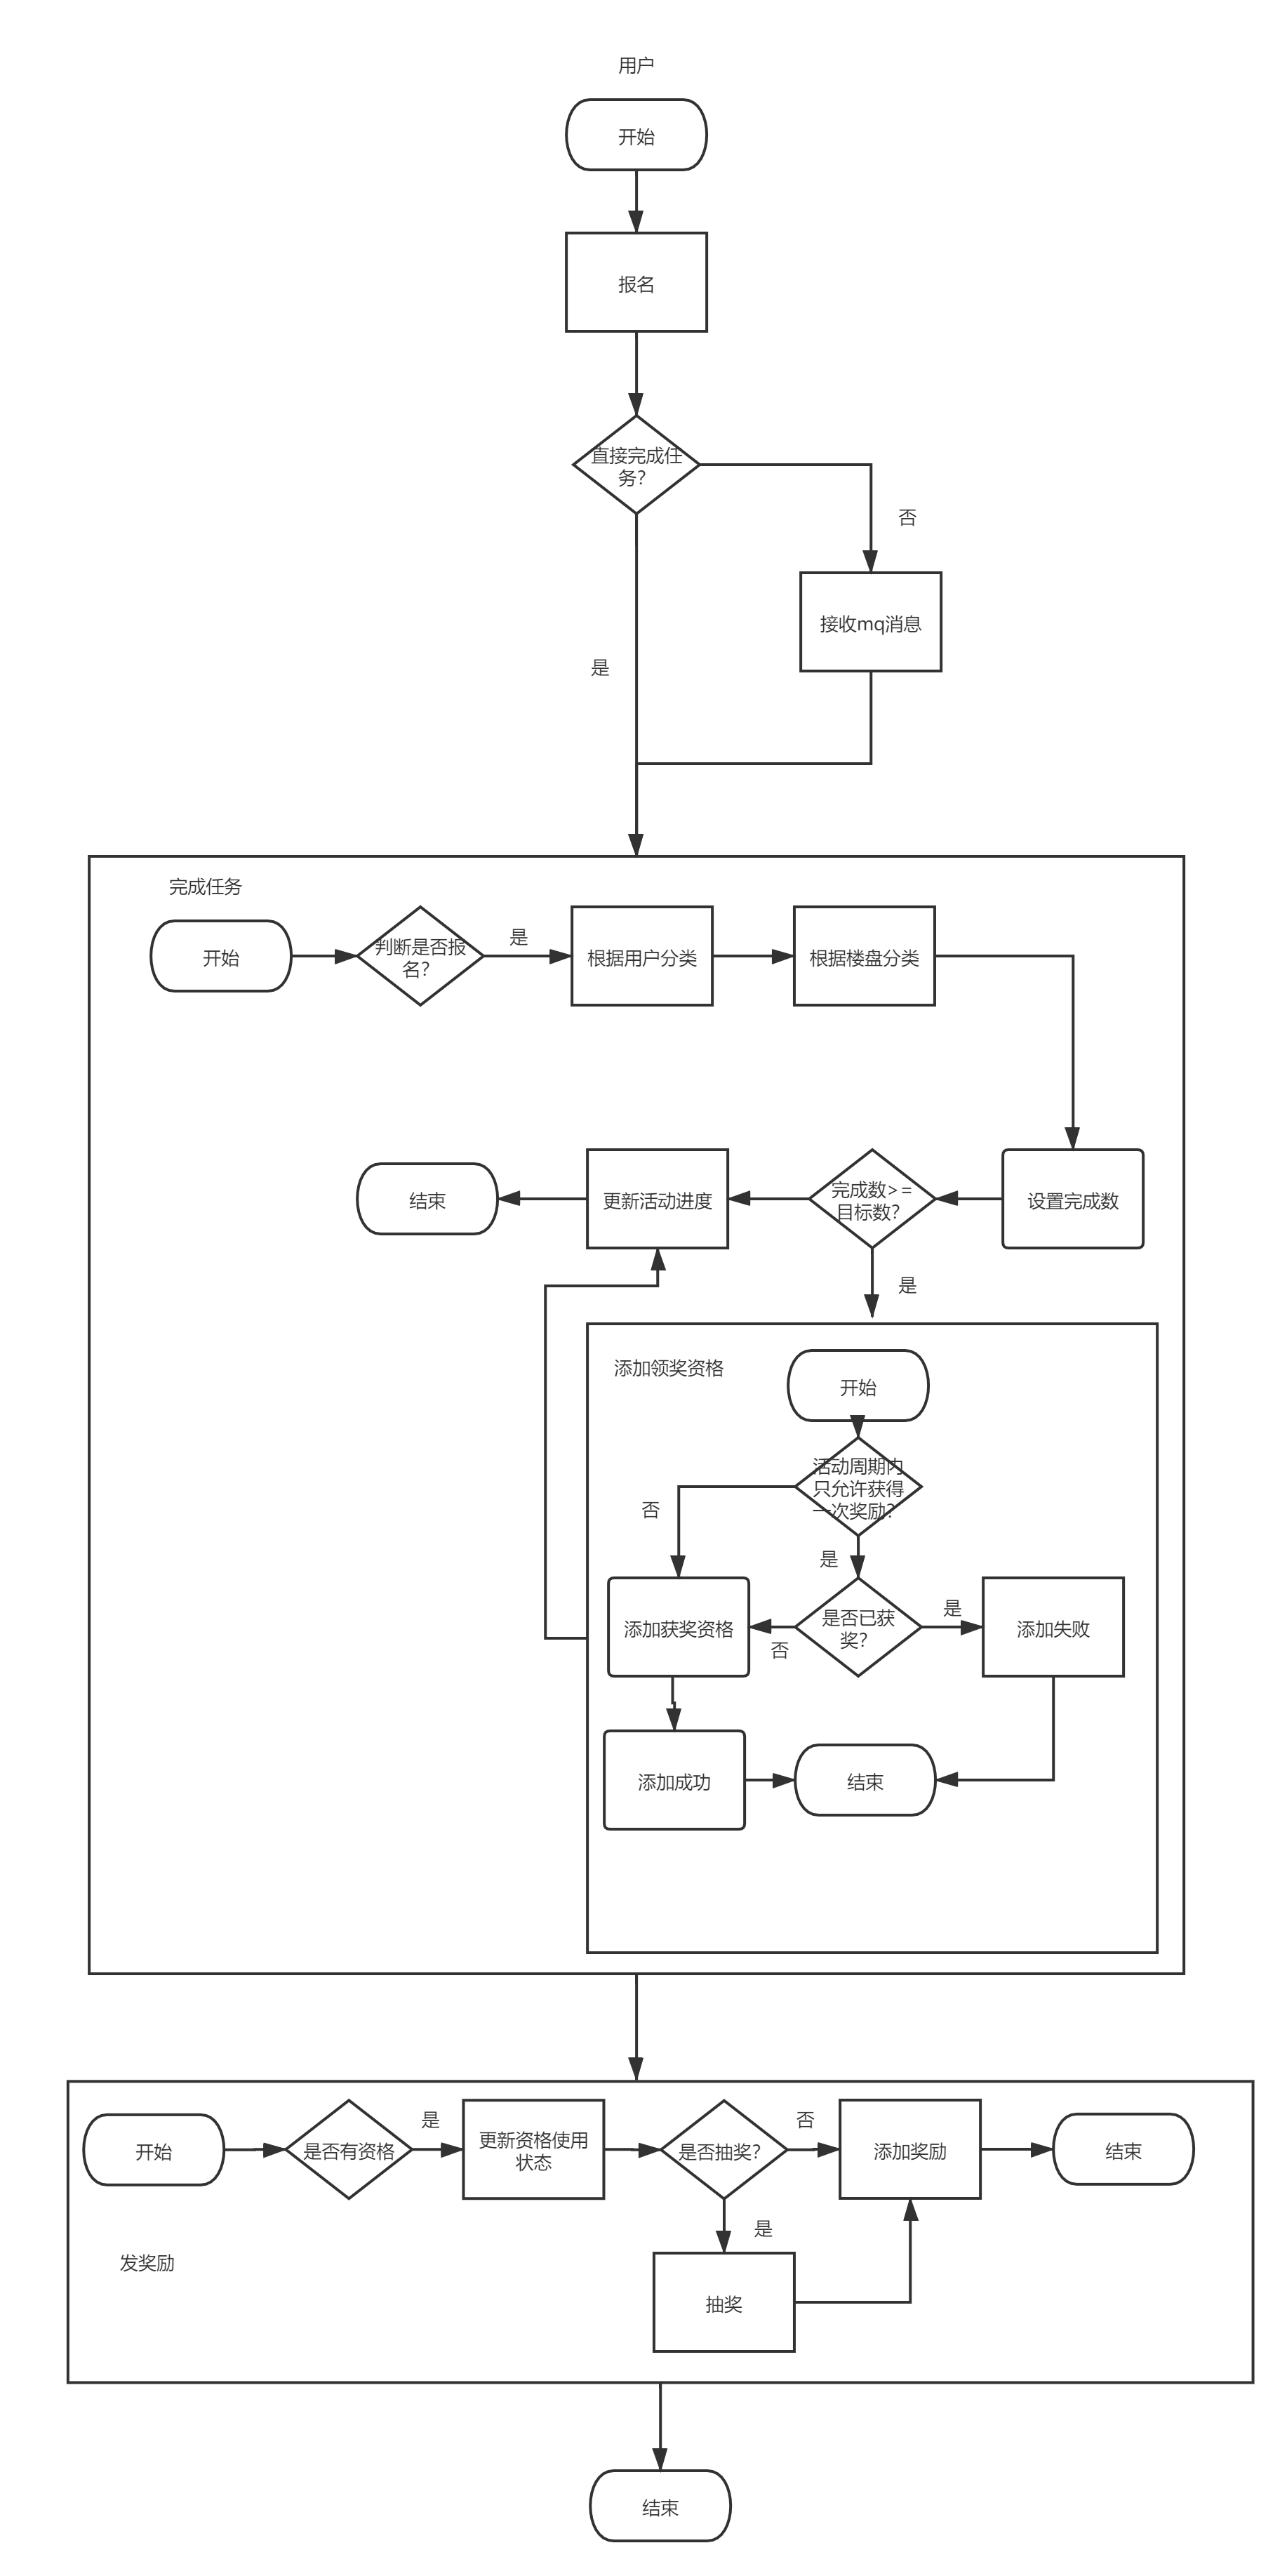 用户
开始
报名
直接完成任
务?
否
接收mq消息
是
完成任务
开始
判断是否报
名?
是
根据用户分类
根据楼盘分类
结束
更新活动进度
完成数>=
目标数?
设置完成数
是
添加领奖资格
开始
活动周期内
只允许获得
一次奖励?
否
是
添加获奖资格
否
是否已获
奖?
是
添加失败
添加成功
结束
开始
是否有资格
是
更新资格使用
状态
是否抽奖?
否
添加奖励
结束
是
发奖励
抽奖
结束